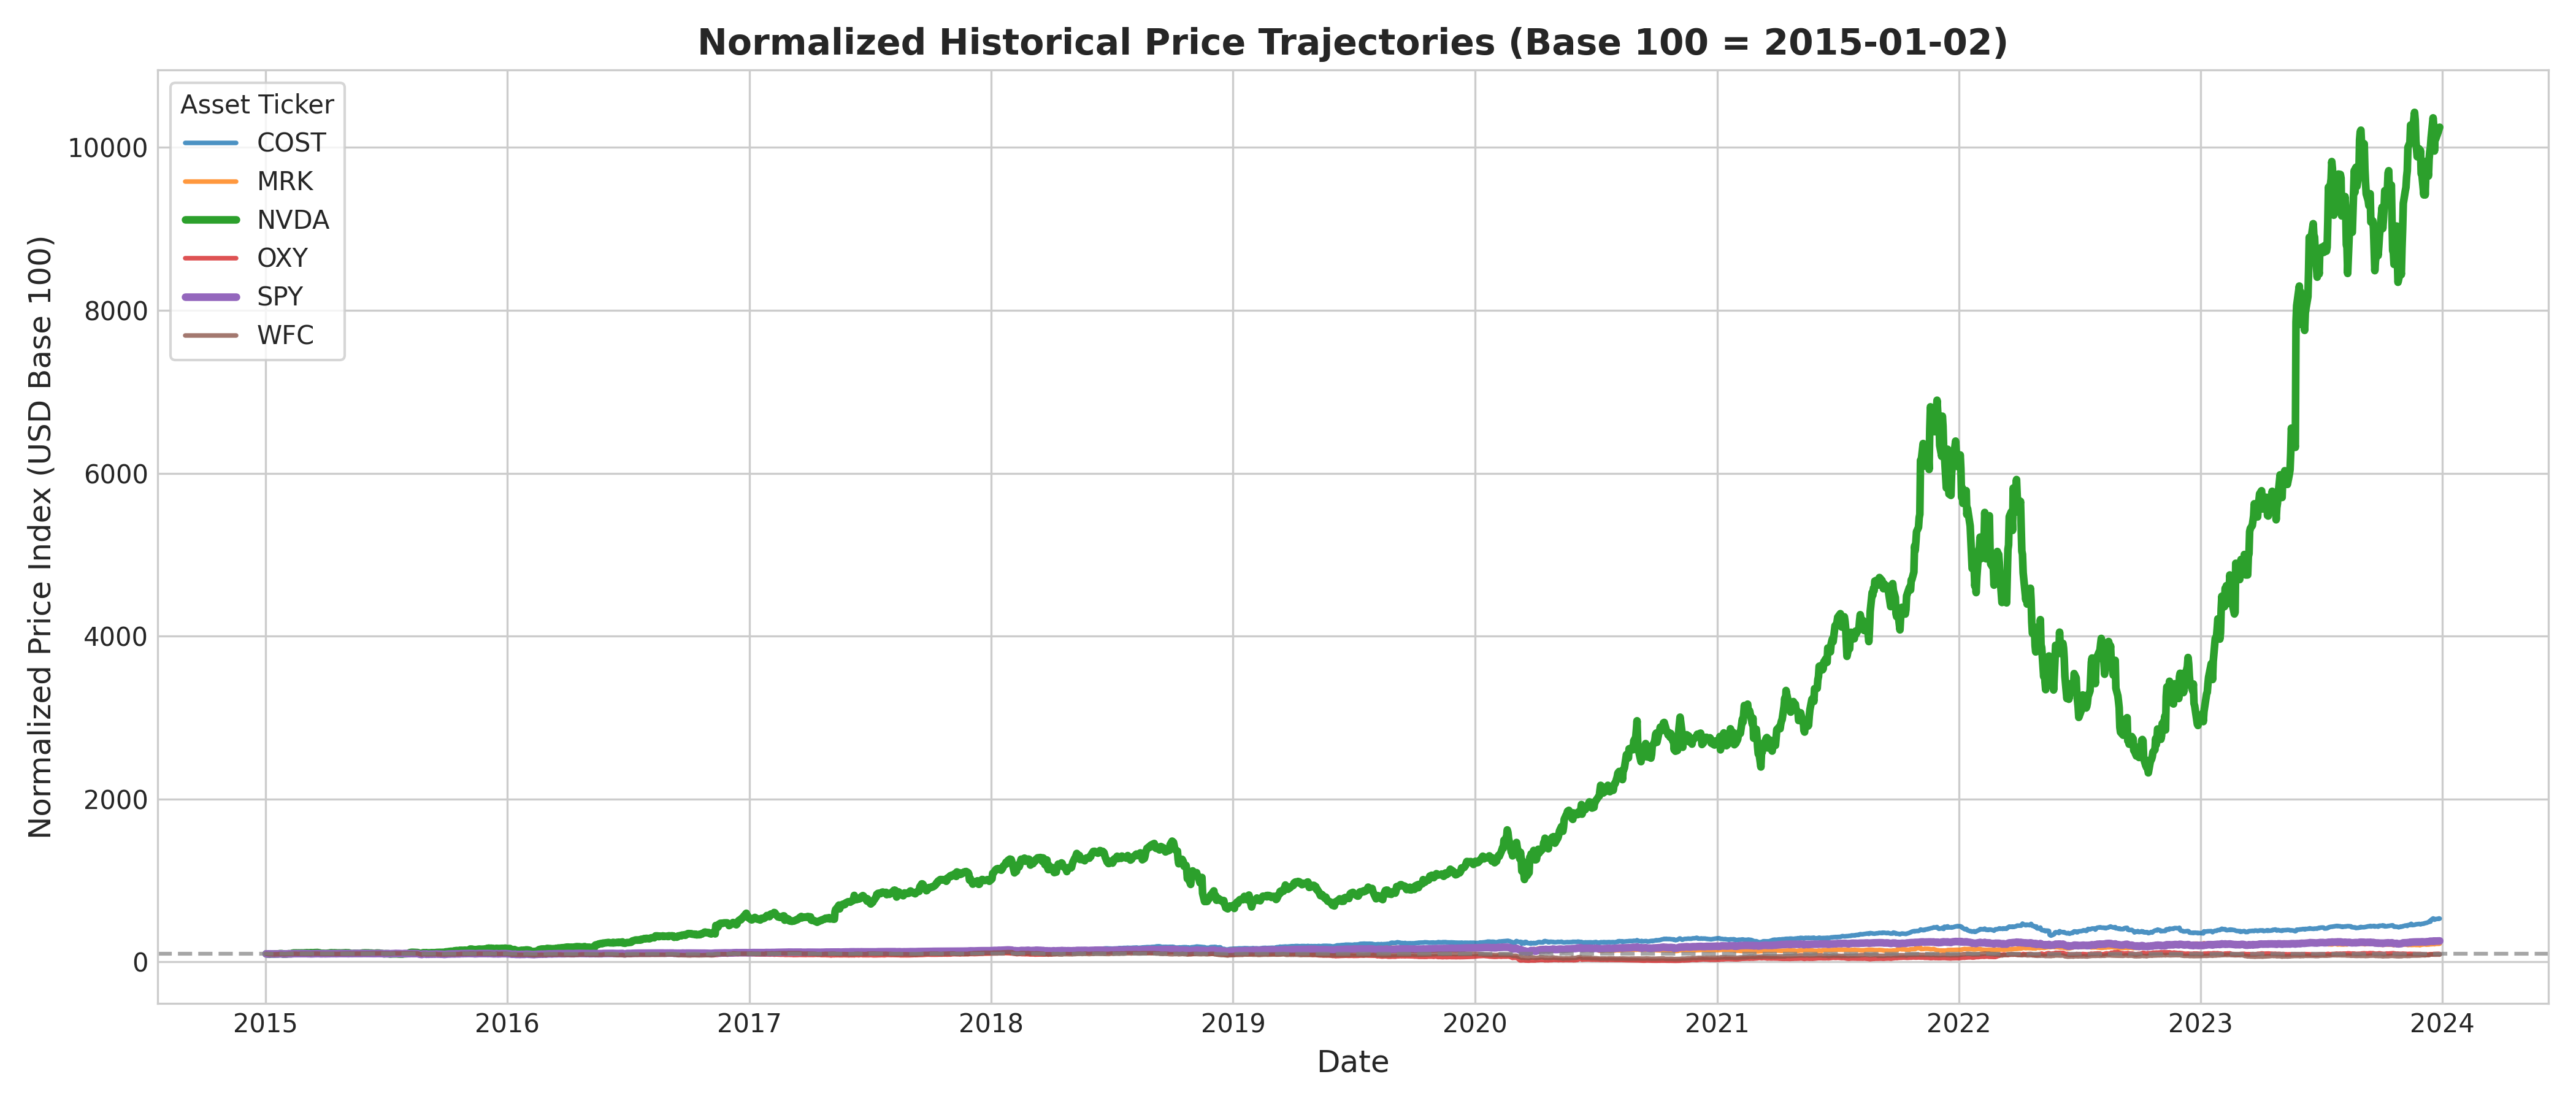 Normalized Historical Price Trajectories (Base 100 = 2015-01-02)
Asset Ticker
COST
MRK
NVDA
OXY
SPY
WFC
Normalized Price Index (USD Base 100)
10000
8000
6000
4000
2000
0
2015 2016 2017 2018 2019 2020 2021 2022 2023 2024
Date